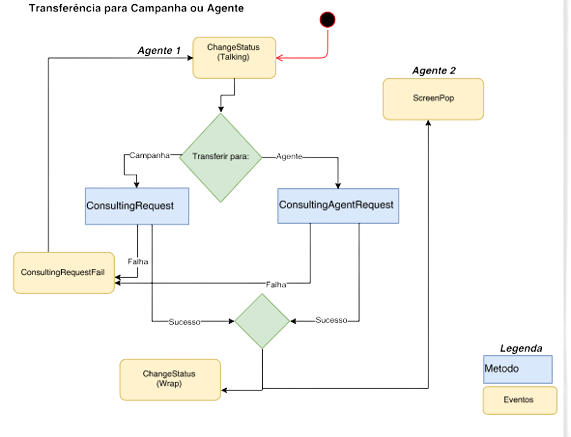 Transferência para Campanha ou Agente
Agente 1
ChangeStatus
(Talking)
Agente 2
ScreenPop
Transferir para:
Campanha
Agente
ConsultingRequest
ConsultingAgentRequest
Falha
ConsultingRequestFail
Falha
Sucesso
Sucesso
ChangeStatus
(Wrap)
Legenda
Metodo
Eventos